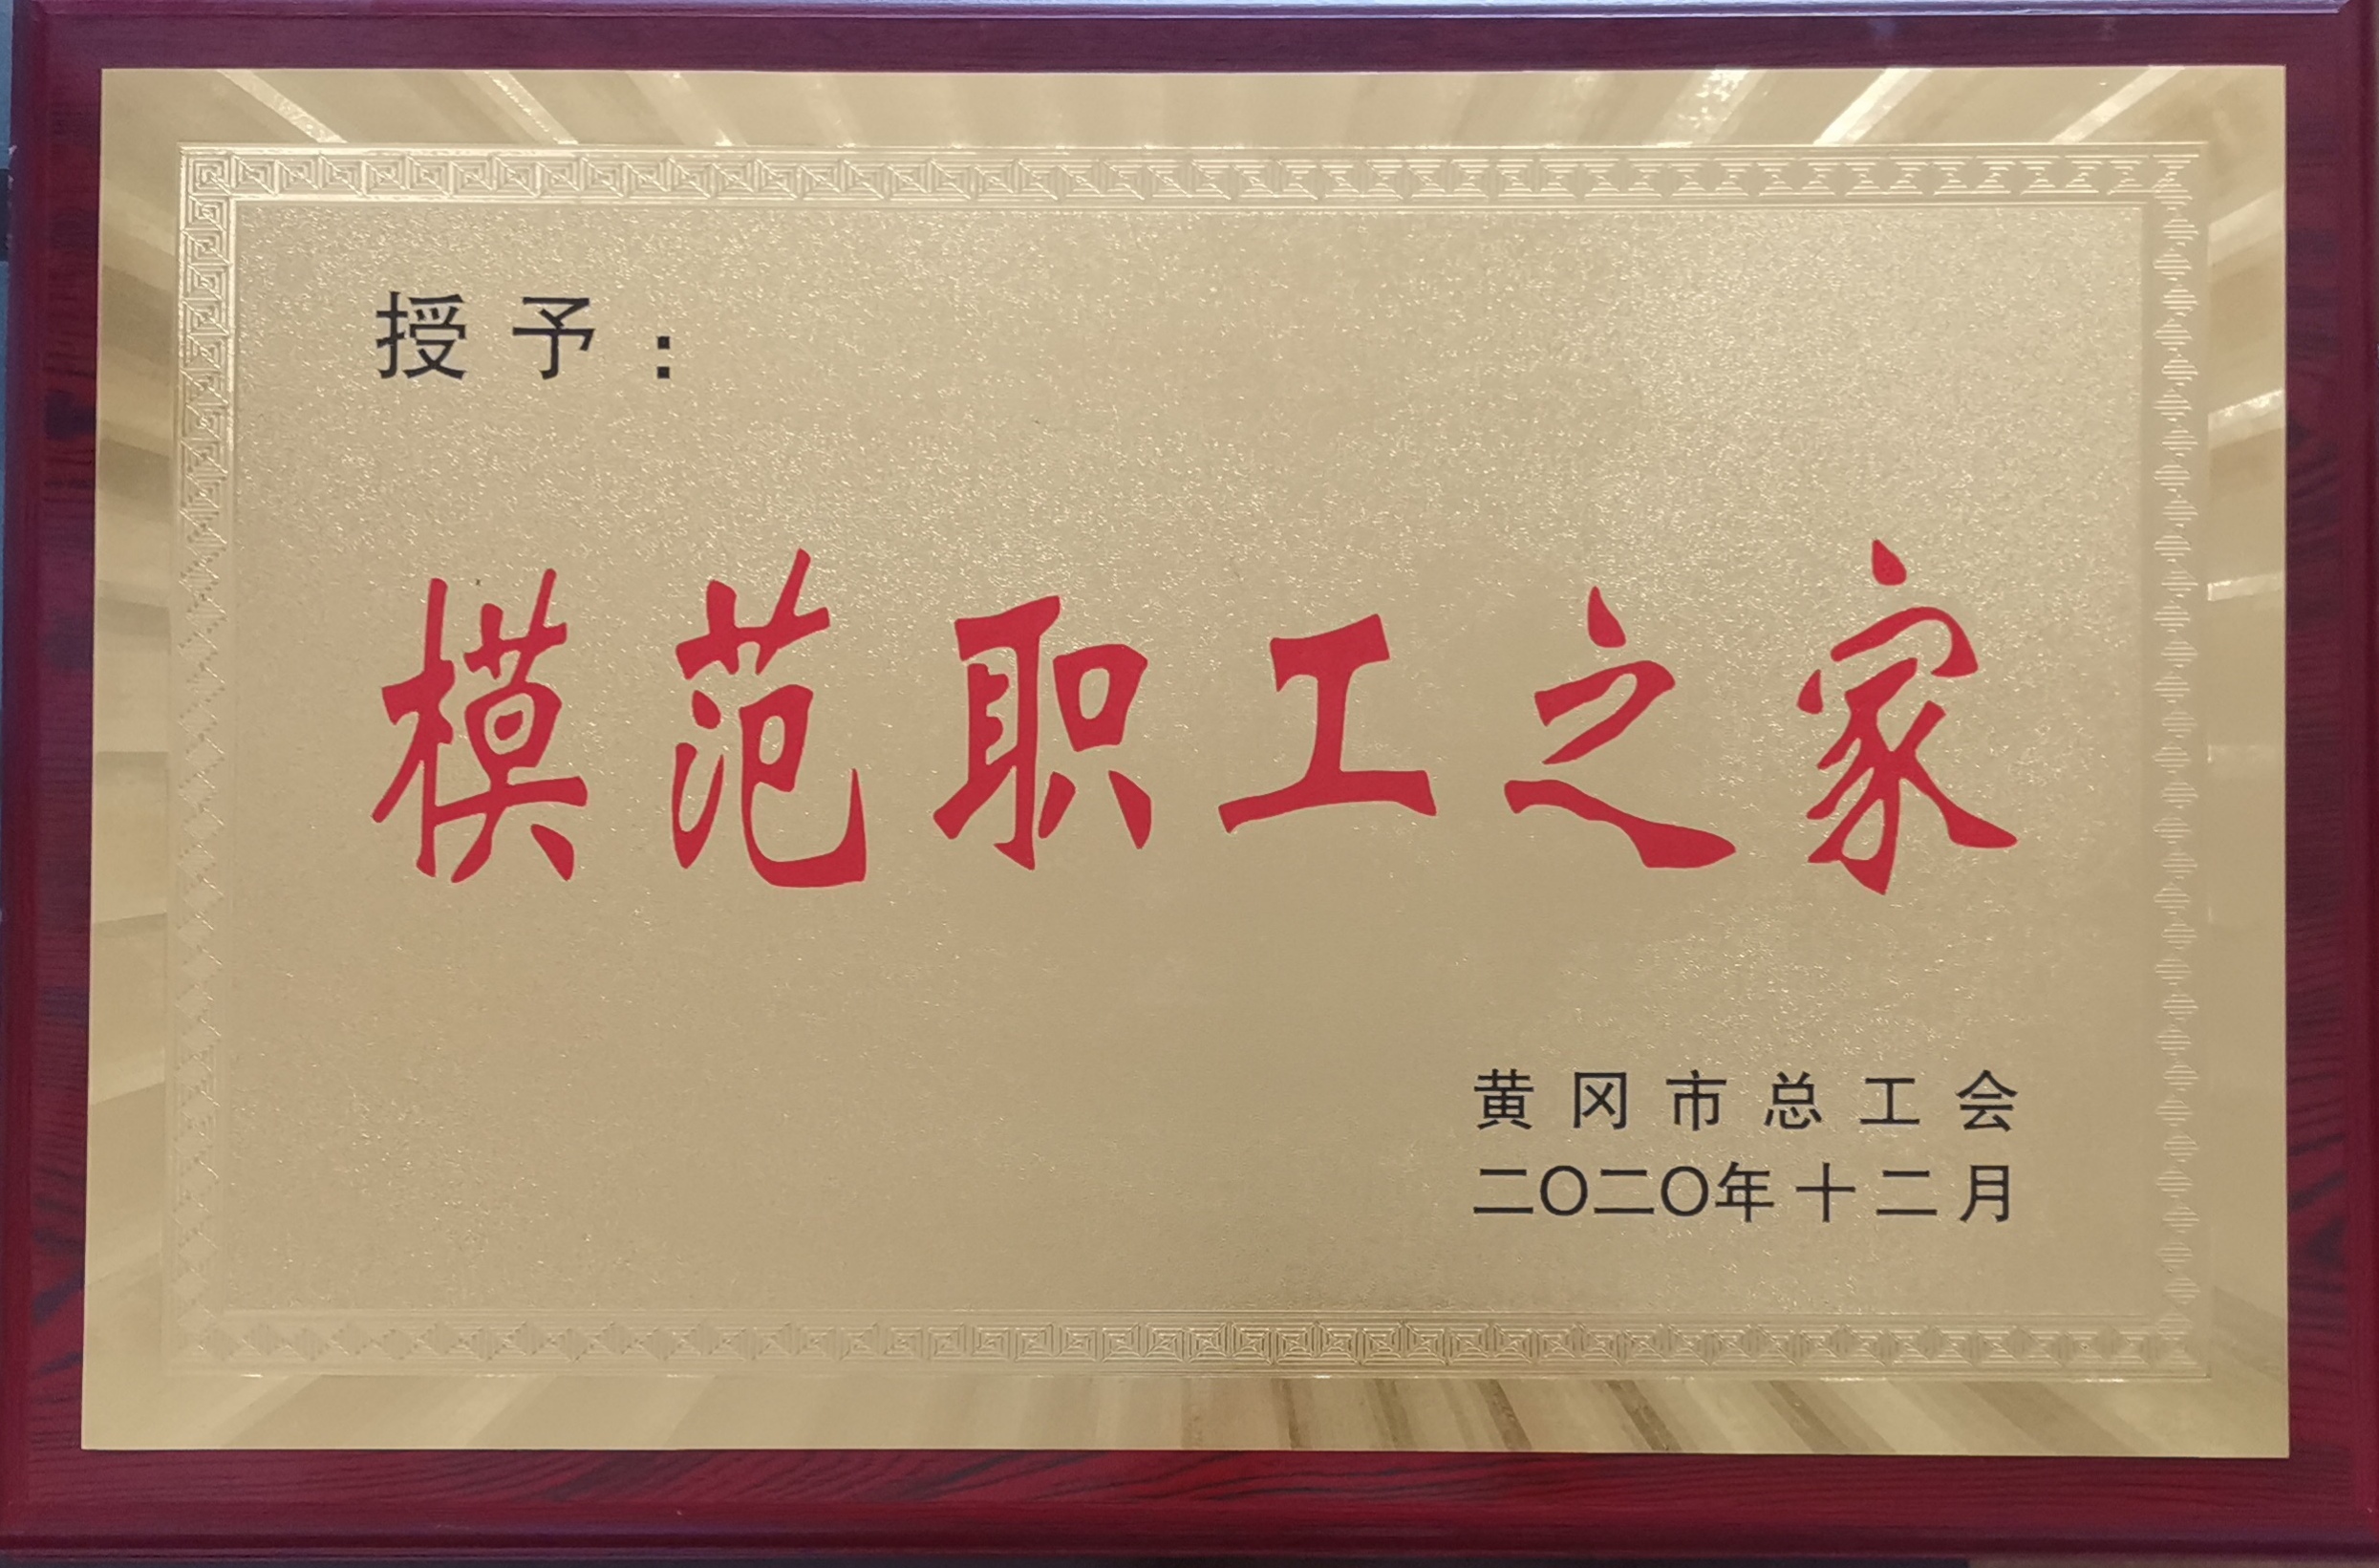 授予：
模范职工之家
黄冈市总工会
二〇二〇年十二月